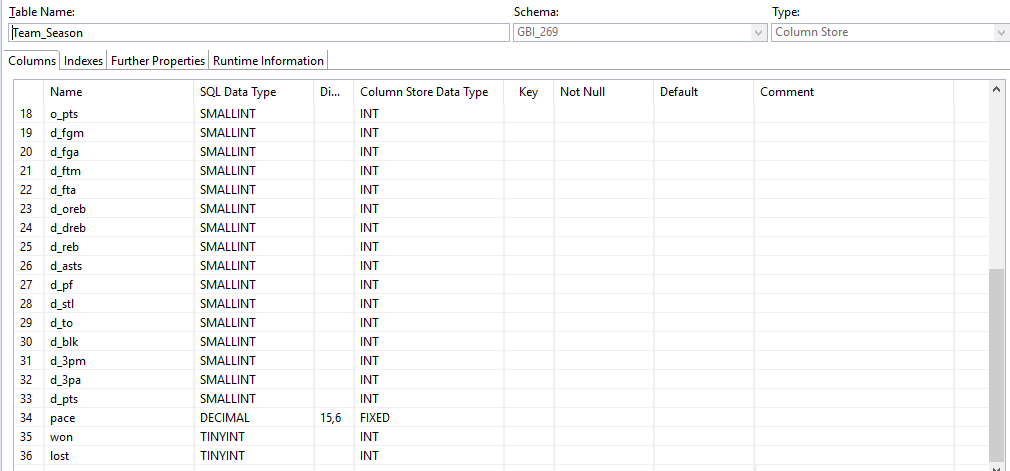 Table Name: Schema: Type:
Team_Season GBI_269 Column Store
Columns Indexes Further Properties Runtime Information
Name SQL Data Type Di... Column Store Data Type Key Not Null Default Comment
18 o_pts SMALLINT INT
19 d_fgm SMALLINT INT
20 d_fga SMALLINT INT
21 d_ftm SMALLINT INT
22 d_fta SMALLINT INT
23 d_oreb SMALLINT INT
24 d_dreb SMALLINT INT
25 d_reb SMALLINT INT
26 d_asts SMALLINT INT
27 d_pf SMALLINT INT
28 d_stl SMALLINT INT
29 d_to SMALLINT INT
30 d_blk SMALLINT INT
31 d_3pm SMALLINT INT
32 d_3pa SMALLINT INT
33 d_pts SMALLINT INT
34 pace DECIMAL 15,6 FIXED
35 won TINYINT INT
36 lost TINYINT INT